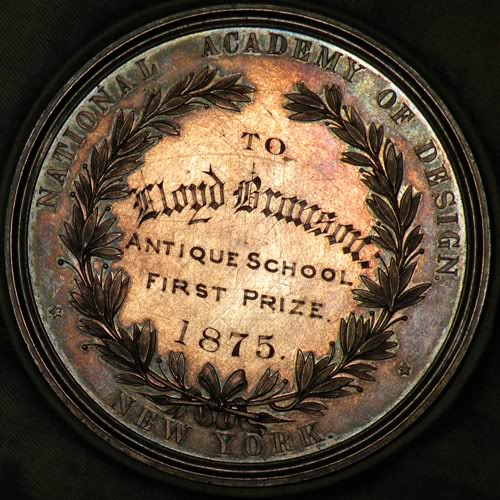 NATIONAL ACADEMY OF DESIGN.
TO
Lloyd Branson.
ANTIQUE SCHOOL
FIRST PRIZE.
1875.
NEW YORK.